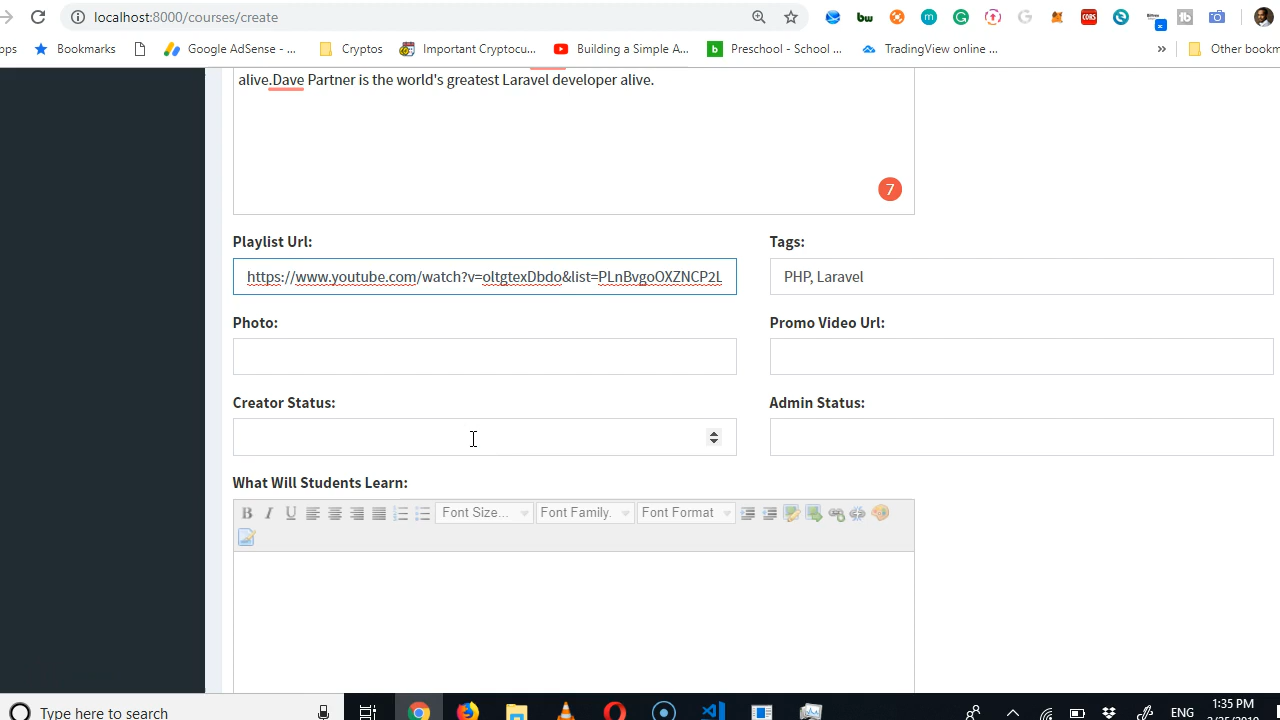 localhost:8000/courses/create
Bookmarks
Google AdSense - ...
Cryptos
Important Cryptocu...
Building a Simple A...
b
Preschool - School ...
TradingView online ...
»
Other bookm
alive.Dave Partner is the world's greatest Laravel developer alive.
7
Playlist Url:
Tags:
https://www.youtube.com/watch?v=oltgtexDbdo&list=PLnBvgoOXZNCP2L
PHP, Laravel
Photo:
Promo Video Url:
Creator Status:
Admin Status:
What Will Students Learn:
B I U
Font Size...
Font Family.
Font Format
Type here to search
ENG
1:35 PM